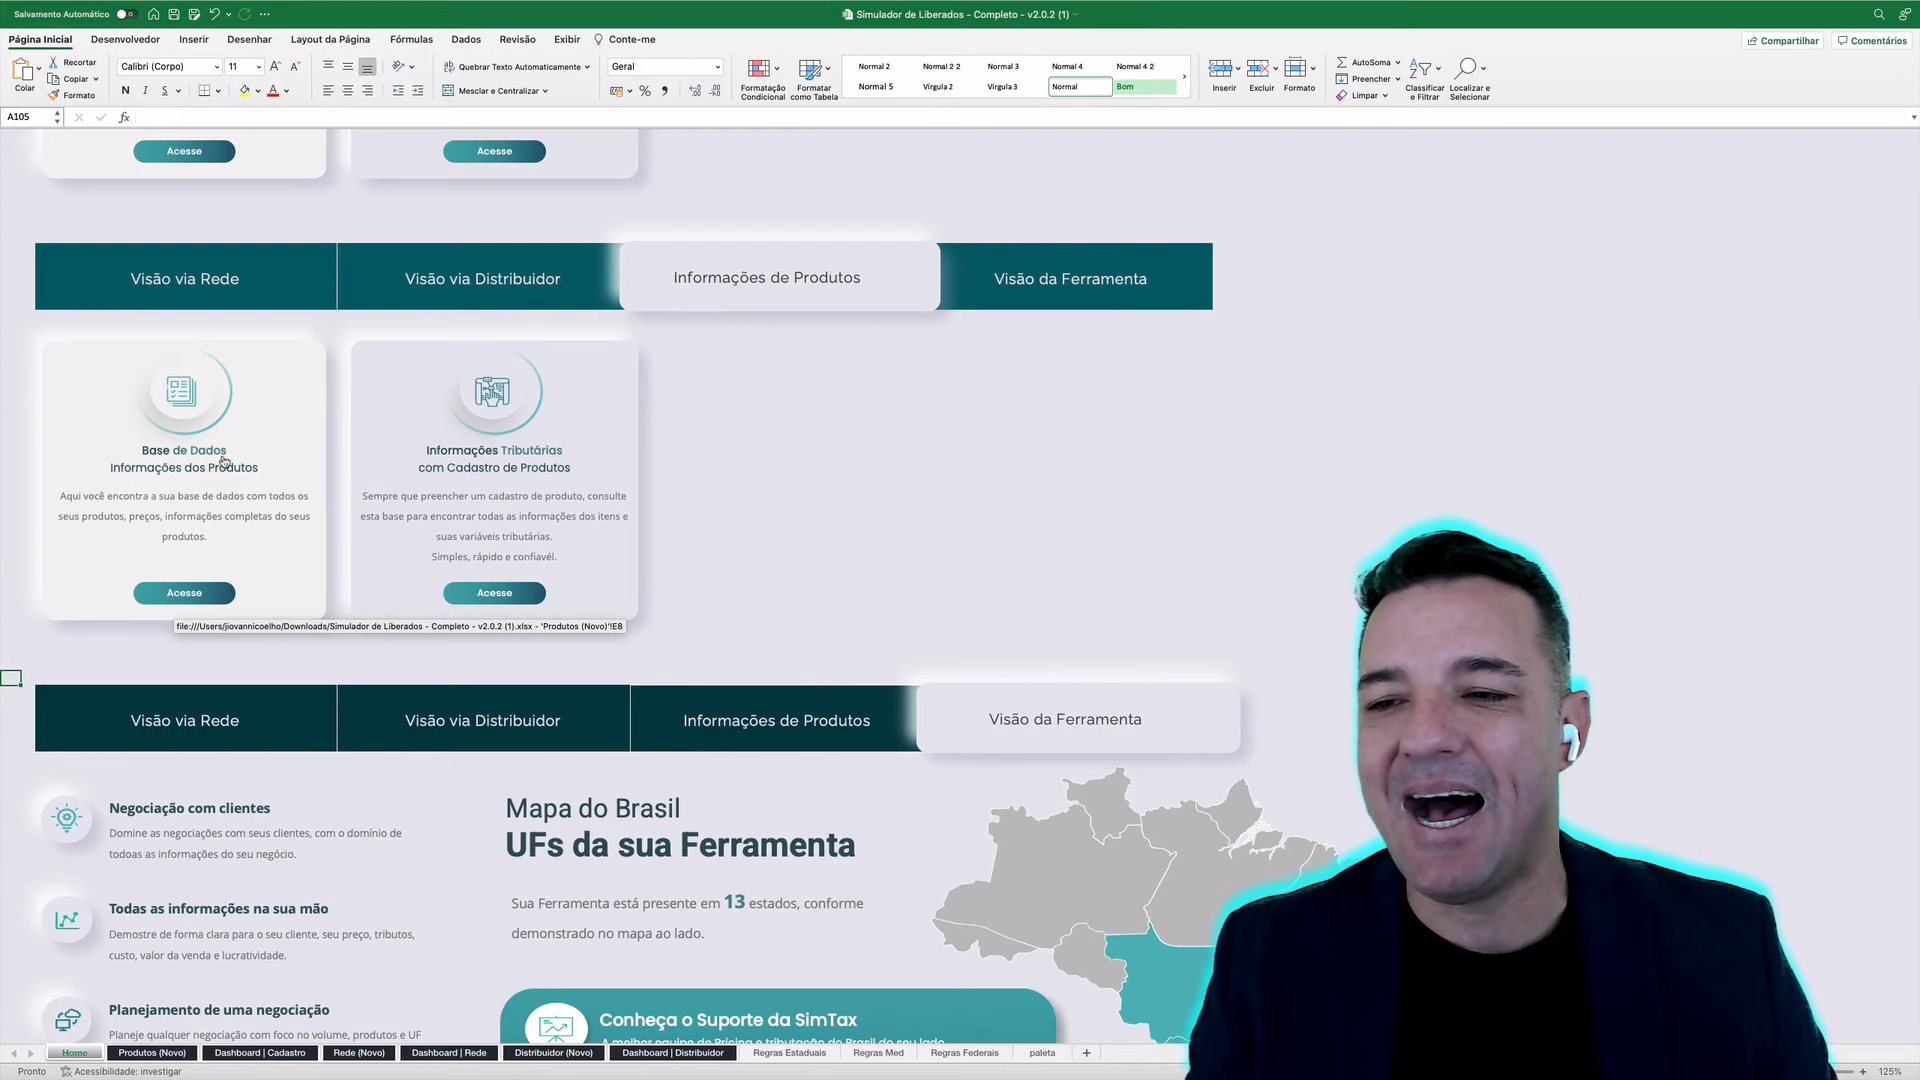 Salvamento Automático
Simulador de Liberados - Completo - v2.0.2 (1)
Página Inicial
Desenvolvedor
Inserir
Desenhar
Layout da Página
Fórmulas
Dados
Revisão
Exibir
Conte-me
Compartilhar
Comentários
Colar
Recortar
Copiar
Formato
Calibri (Corpo)
11
N
I
S
Quebrar Texto Automaticamente
Mesclar e Centralizar
Geral
Formatação
Condicional
Formatar
como Tabela
Normal 2
Normal 2 2
Normal 3
Normal 4
Normal 4 2
Normal 5
Vírgula 2
Vírgula 3
Normal
Bom
Inserir
Excluir
Formato
AutoSoma
Preencher
Limpar
Classificar
e Filtrar
Localizar e
Selecionar
A105
fx
Acesse
Acesse
Visão via Rede
Visão via Distribuidor
Informações de Produtos
Visão da Ferramenta
Base de Dados
Informações dos Produtos
Aqui você encontra a sua base de dados com todos os
seus produtos, preços, informações completas do seus
produtos.
Acesse
Informações Tributárias
com Cadastro de Produtos
Sempre que preencher um cadastro de produto, consulte
esta base para encontrar todas as informações dos itens e
suas variáveis tributárias.
Simples, rápido e confiavél.
Acesse
file:///Users/jiovannicoelho/Downloads/Simulador de Liberados - Completo - v2.0.2 (1).xlsx - 'Produtos (Novo)'!E8
Visão via Rede
Visão via Distribuidor
Informações de Produtos
Visão da Ferramenta
Negociação com clientes
Domine as negociações com seus clientes, com o domínio de
todoas as informações do seu negócio.
Todas as informações na sua mão
Demostre de forma clara para o seu cliente, seu preço, tributos,
custo, valor da venda e lucratividade.
Planejamento de uma negociação
Planeje qualquer negociação com foco no volume, produtos e UF
Mapa do Brasil
UFs da sua Ferramenta
Sua Ferramenta está presente em 13 estados, conforme
demonstrado no mapa ao lado.
Conheça o Suporte da SimTax
A melhor equipe de Pricing e tributação do Brasil do seu lado
Home
Produtos (Novo)
Dashboard | Cadastro
Rede (Novo)
Dashboard | Rede
Distribuidor (Novo)
Dashboard | Distribuidor
Regras Estaduais
Regras Med
Regras Federais
paleta
Pronto
Acessibilidade: investigar
125%